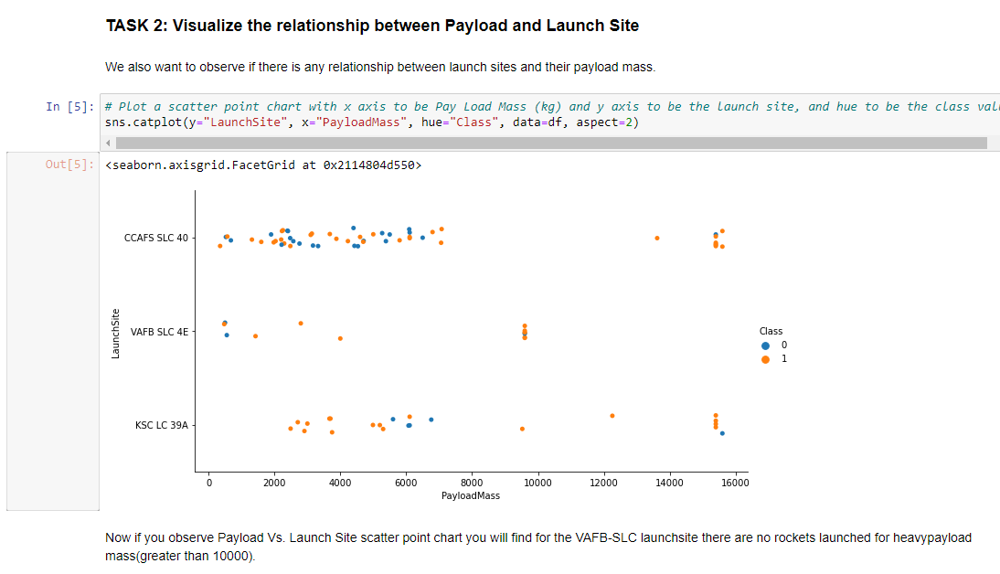 TASK 2: Visualize the relationship between Payload and Launch Site
We also want to observe if there is any relationship between launch sites and their payload mass.
In [5]: # Plot a scatter point chart with x axis to be Pay Load Mass (kg) and y axis to be the launch site, and hue to be the class
sns.catplot(y="LaunchSite", x="PayloadMass", hue="Class", data=df, aspect=2)
Out[5]: <seaborn.axisgrid.FacetGrid at 0x2114804d550>
CCAFS SLC 40
VAFB SLC 4E
KSC LC 39A
LaunchSite
0 2000 4000 6000 8000 10000 12000 14000 16000
PayloadMass
Class
0
1
Now if you observe Payload Vs. Launch Site scatter point chart you will find for the VAFB-SLC launchsite there are no rockets launched for heavypayload
mass(greater than 10000).